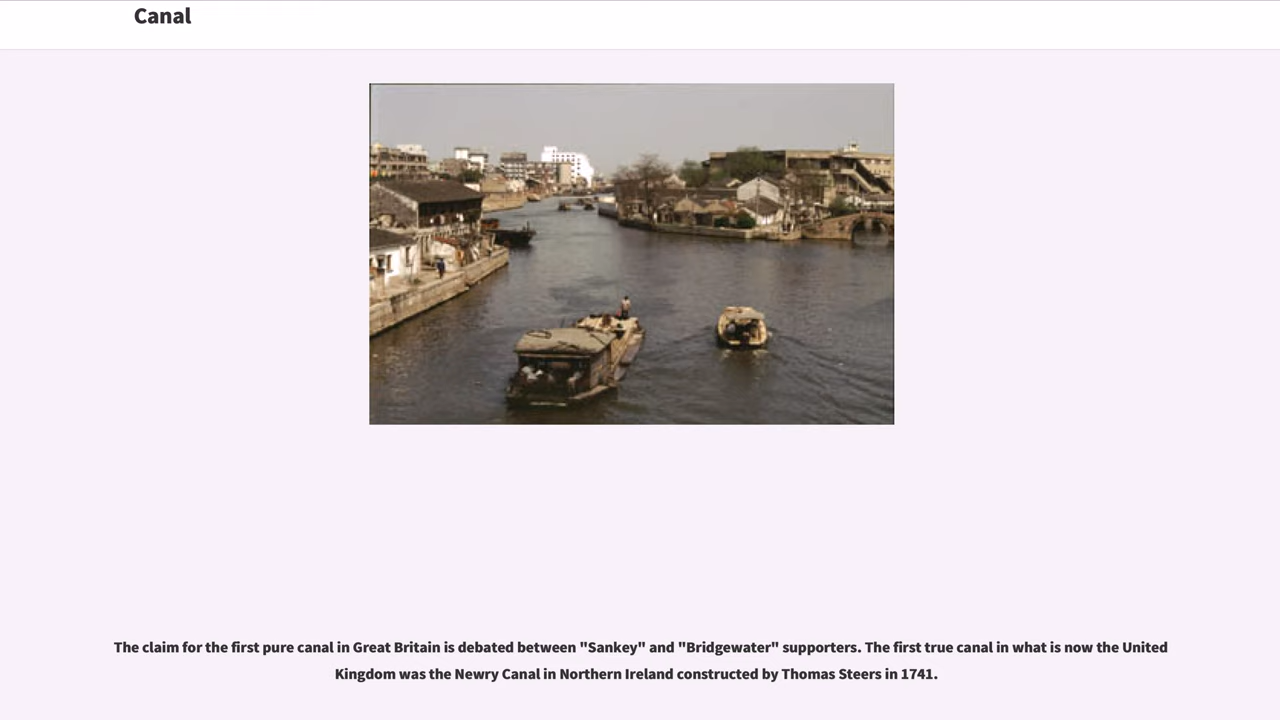 Canal
The claim for the first pure canal in Great Britain is debated between "Sankey" and "Bridgewater" supporters. The first true canal in what is now the United
Kingdom was the Newry Canal in Northern Ireland constructed by Thomas Steers in 1741.